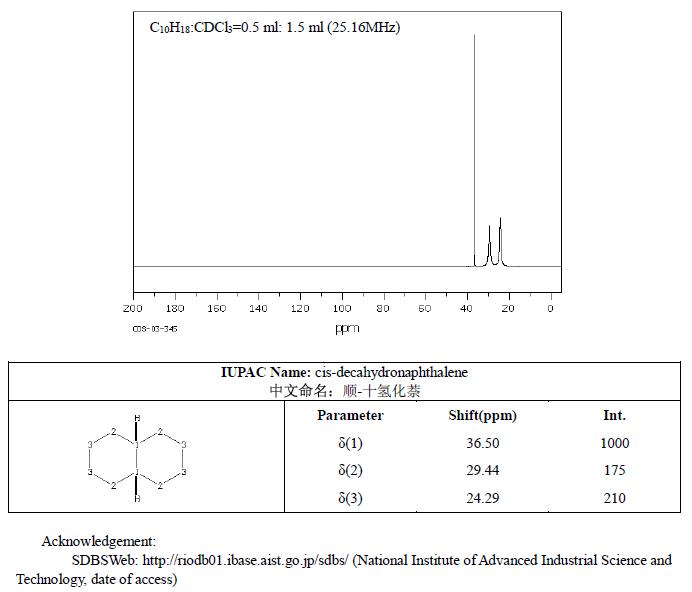 C₁₀H₁₈:CDCl₃=0.5 ml: 1.5 ml (25.16MHz)
200 180 160 140 120 100 80 60 40 20 0
CDS-03-345
ppm
IUPAC Name: cis-decahydronaphthalene
中文命名：顺-十氢化萘
Parameter Shift(ppm) Int.
δ(1) 36.50 1000
δ(2) 29.44 175
δ(3) 24.29 210
H
2 2
3 1 3
3 1 3
2 2
H
Acknowledgement:
SDBSWeb: http://riodb01.ibase.aist.go.jp/sdbs/ (National Institute of Advanced Industrial Science and
Technology, date of access)